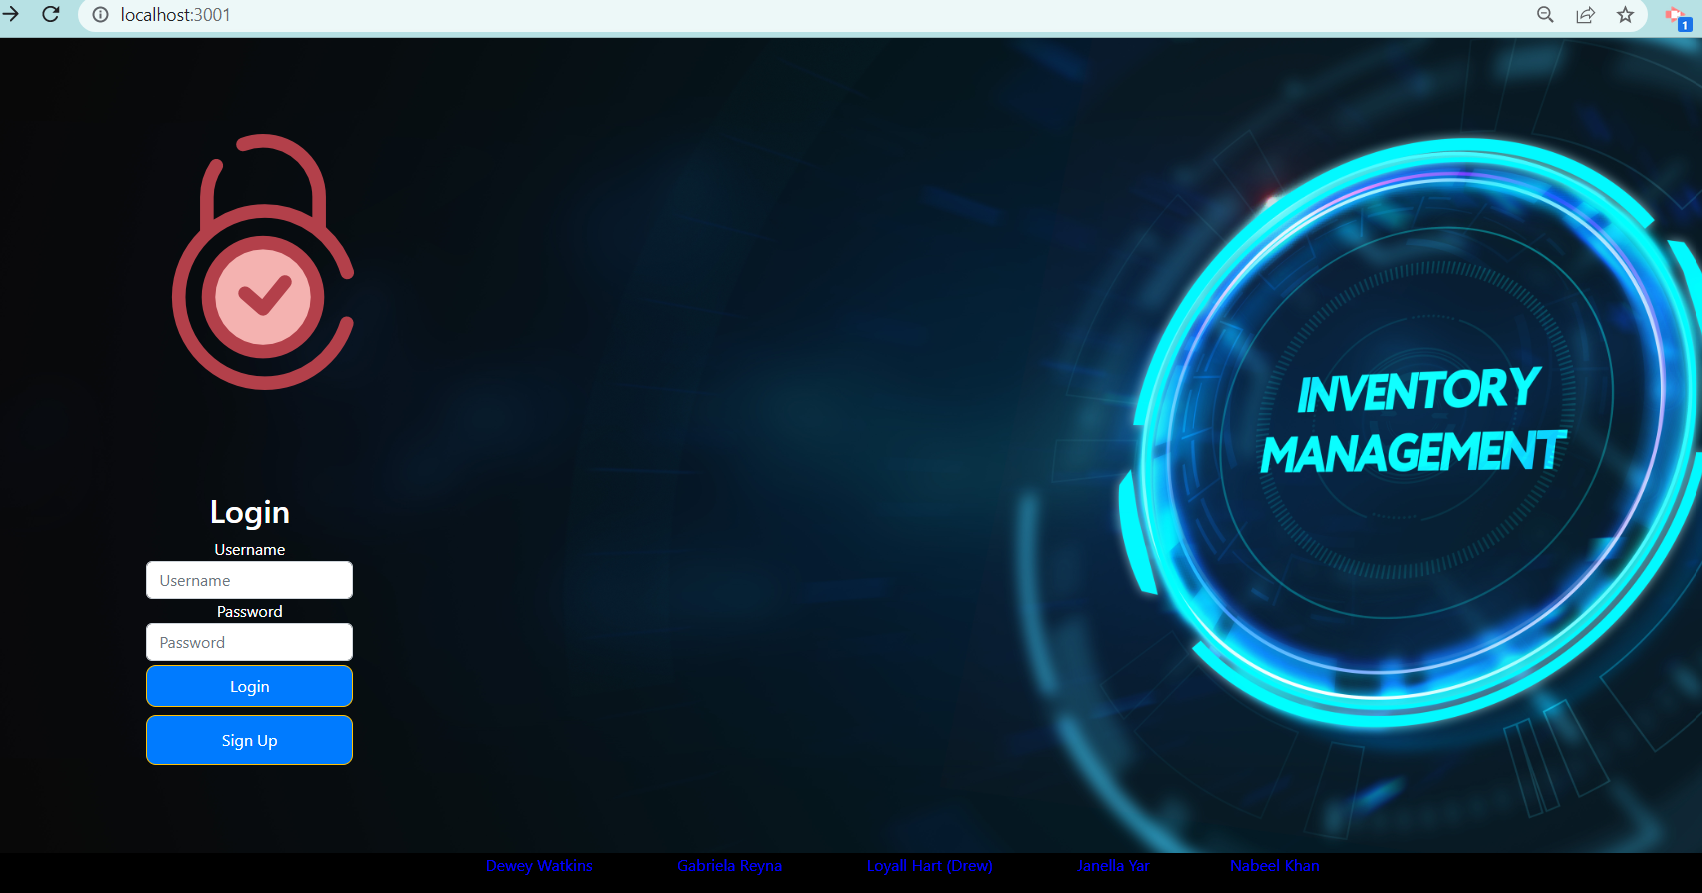 localhost:3001
1
INVENTORY
MANAGEMENT
Login
Username
Username
Password
Password
Login
Sign Up
Dewey Watkins Gabriela Reyna Loyall Hart (Drew) Janella Yar Nabeel Khan